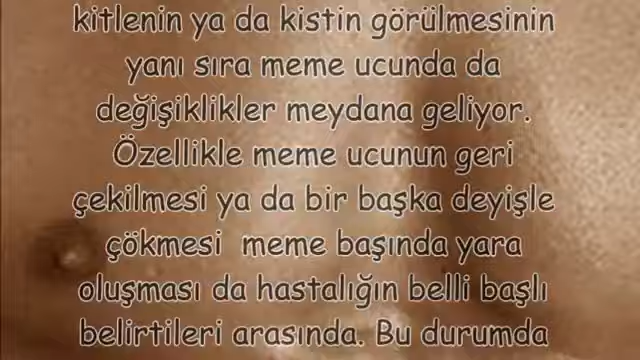 kitlenin ya da kistin görülmesinin
yanı sıra meme ucunda da
değişiklikler meydana geliyor.
Özellikle meme ucunun geri
çekilmesi ya da bir başka deyişle
çökmesi meme başında yara
oluşması da hastalığın belli başlı
belirtileri arasında. Bu durumda